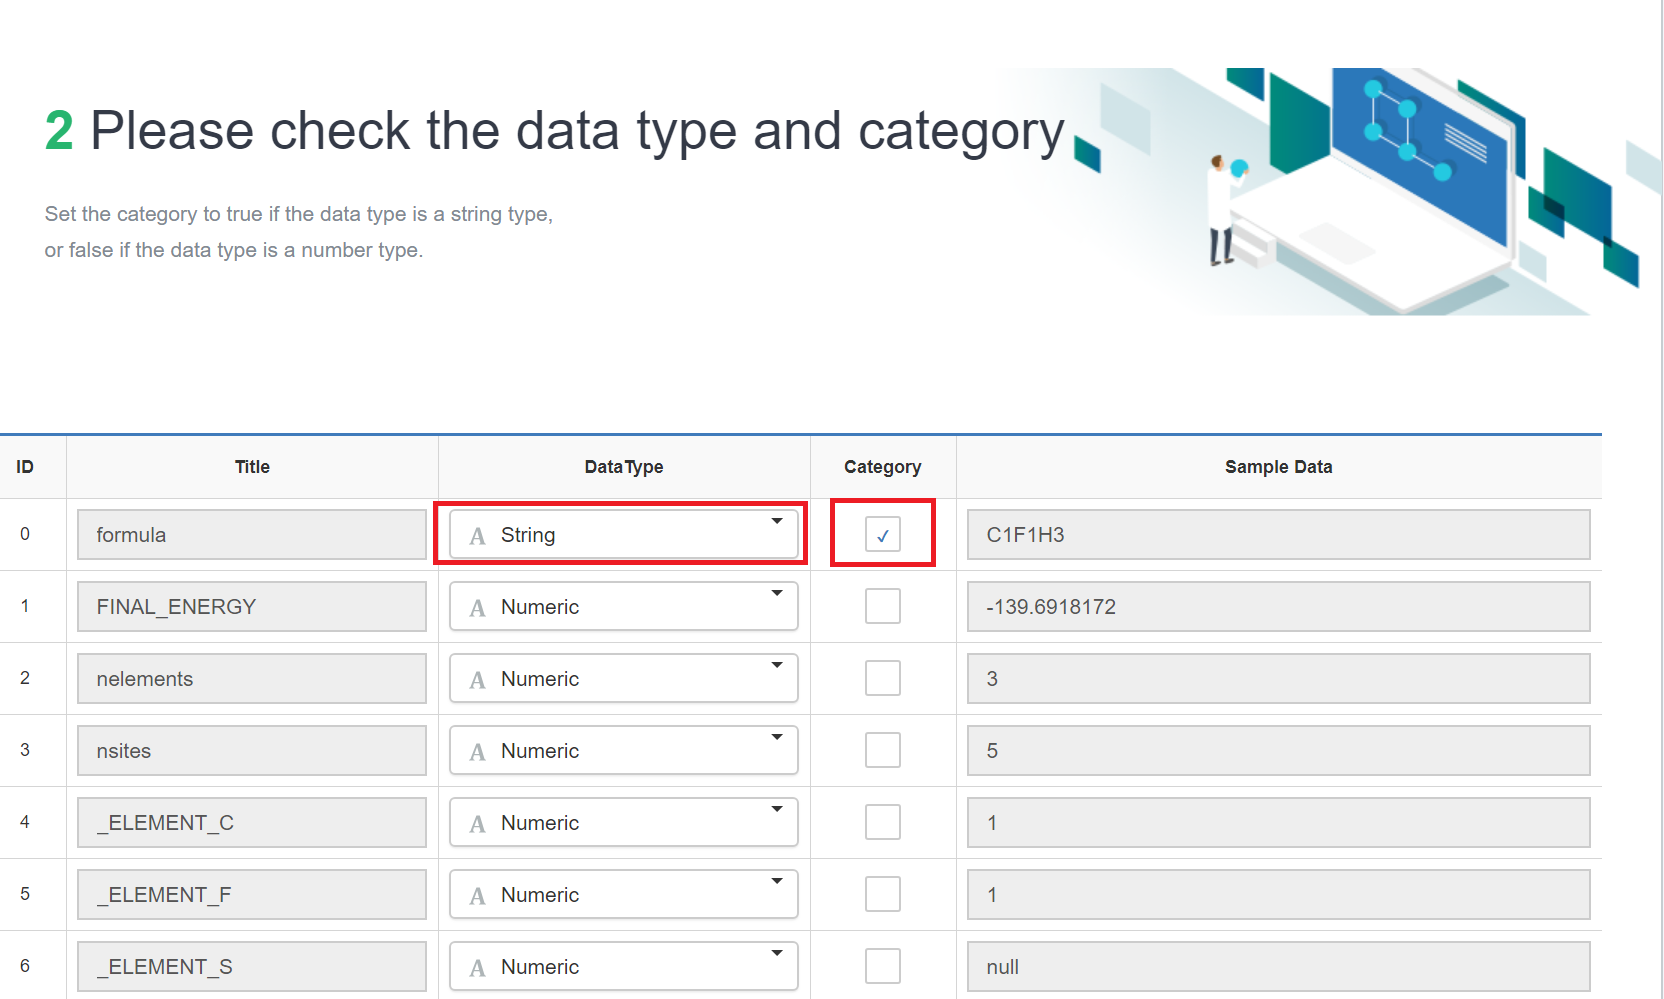 2 Please check the data type and category
Set the category to true if the data type is a string type,
or false if the data type is a number type.
ID Title DataType Category Sample Data
0 formula A String ✓ C1F1H3
1 FINAL_ENERGY A Numeric -139.6918172
2 nelements A Numeric 3
3 nsites A Numeric 5
4 _ELEMENT_C A Numeric 1
5 _ELEMENT_F A Numeric 1
6 _ELEMENT_S A Numeric null